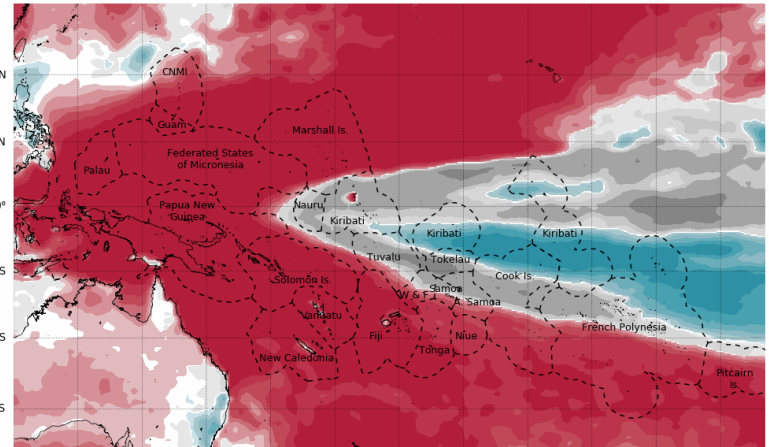 N
CNMI
Guam
Marshall Is.
N
Federated States
of Micronesia
Palau
0°
Papua New
Guinea
Nauru
Kiribati
Kiribati
Kiribati
Tuvalu
Tokelau
S
Solomon Is.
Cook Is.
Samoa
W & F
A. Samoa
Vanuatu
French Polynesia
Fiji
Niue
S
Tonga
New Caledonia
Pitcairn
Is.
S